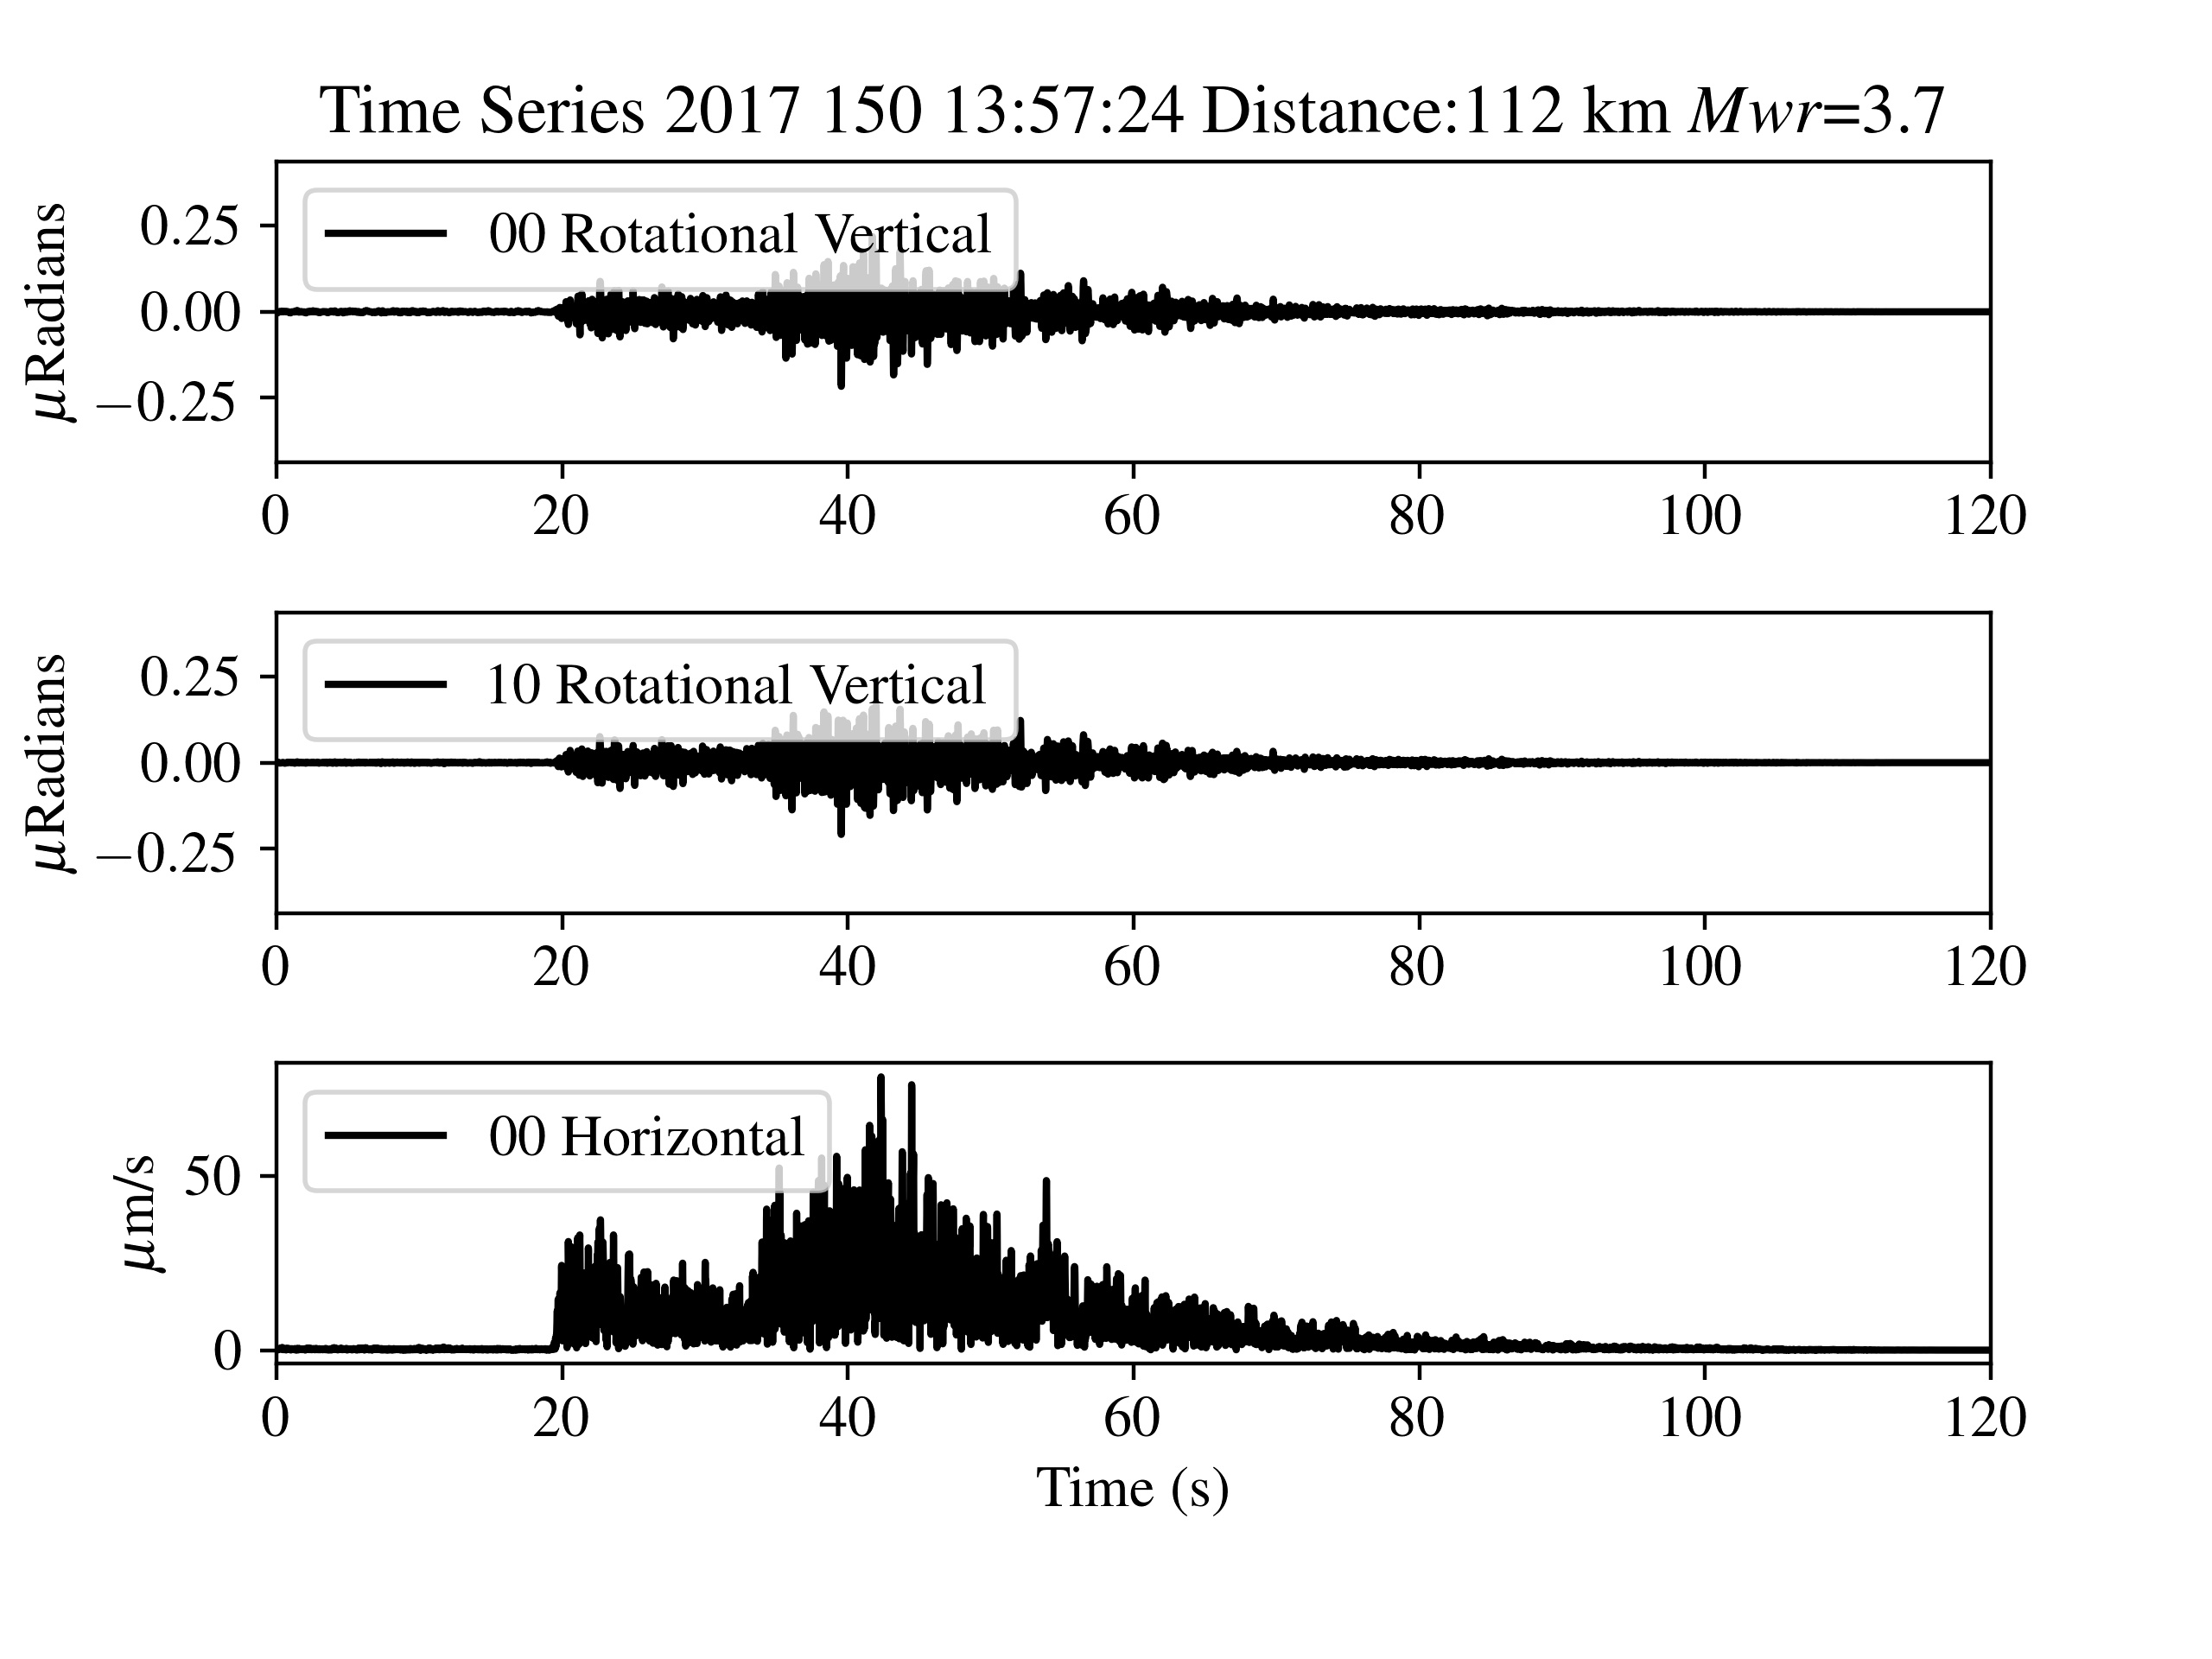 Time Series 2017 150 13:57:24 Distance:112 km Mwr=3.7
µRadians
0.25
0.00
−0.25
00 Rotational Vertical
0 20 40 60 80 100 120
µRadians
0.25
0.00
−0.25
10 Rotational Vertical
0 20 40 60 80 100 120
µm/s
50
0
00 Horizontal
0 20 40 60 80 100 120
Time (s)